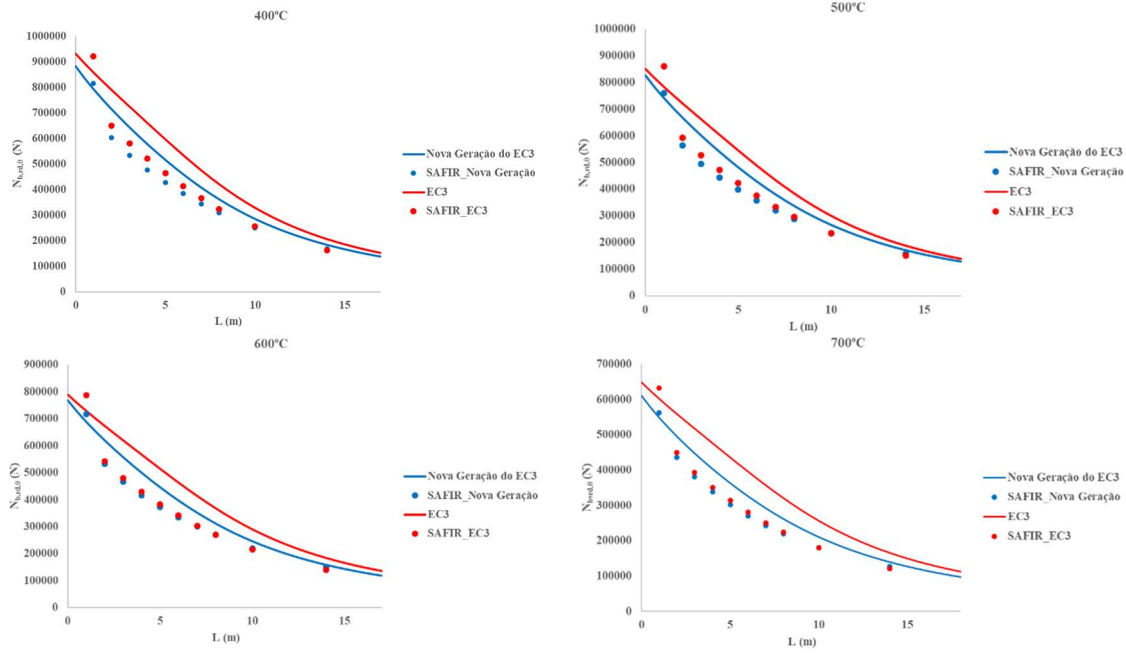 400ºC
1000000
900000
800000
700000
600000
500000
400000
300000
200000
100000
0
N_b,rd,θ (N)
0 5 10 15
L (m)
Nova Geração do EC3
SAFIR_Nova Geração
EC3
SAFIR_EC3
500ºC
1000000
900000
800000
700000
600000
500000
400000
300000
200000
100000
0
N_b,rd,θ (N)
0 5 10 15
L (m)
Nova Geração do EC3
SAFIR_Nova Geração
EC3
SAFIR_EC3
600ºC
900000
800000
700000
600000
500000
400000
300000
200000
100000
0
N_b,rd,θ (N)
0 5 10 15
L (m)
Nova Geração do EC3
SAFIR_Nova Geração
EC3
SAFIR_EC3
700ºC
700000
600000
500000
400000
300000
200000
100000
0
N_b,rd,θ (N)
0 5 10 15
L (m)
Nova Geração do EC3
SAFIR_Nova Geração
EC3
SAFIR_EC3